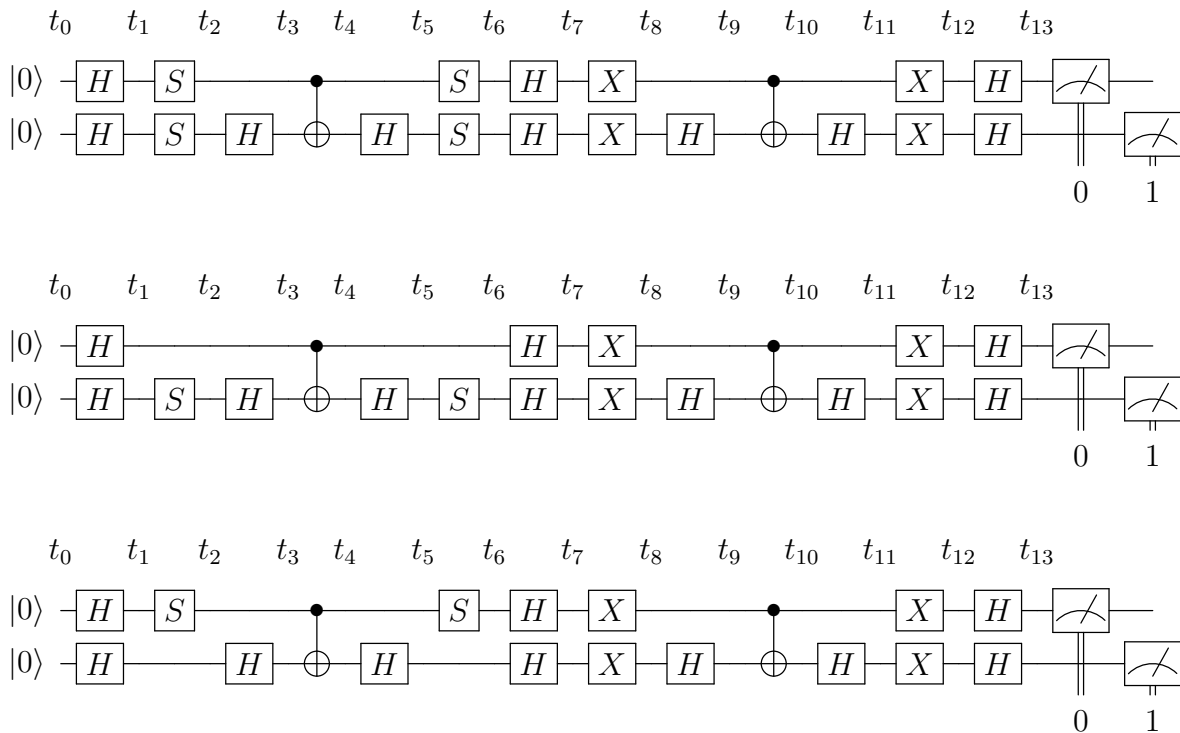 t₀ t₁ t₂ t₃ t₄ t₅ t₆ t₇ t₈ t₉ t₁₀ t₁₁ t₁₂ t₁₃
|0⟩ H S S H X X H
|0⟩ H S H H S H X H H X H
0 1
t₀ t₁ t₂ t₃ t₄ t₅ t₆ t₇ t₈ t₉ t₁₀ t₁₁ t₁₂ t₁₃
|0⟩ H H X X H
|0⟩ H S H H S H X H H X H
0 1
t₀ t₁ t₂ t₃ t₄ t₅ t₆ t₇ t₈ t₉ t₁₀ t₁₁ t₁₂ t₁₃
|0⟩ H S S H X X H
|0⟩ H H H H X H H X H
0 1